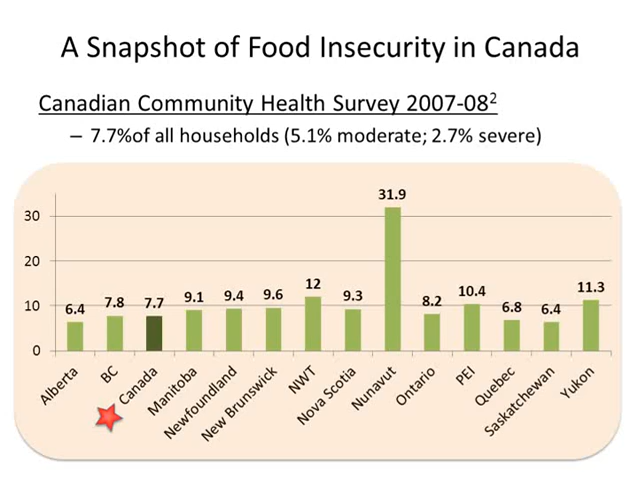 A Snapshot of Food Insecurity in Canada
Canadian Community Health Survey 2007-08²
– 7.7%of all households (5.1% moderate; 2.7% severe)
30
20
10
0
6.4
7.8
7.7
9.1
9.4
9.6
12
9.3
31.9
8.2
10.4
6.8
6.4
11.3
Alberta
BC
Canada
Manitoba
Newfoundland
New Brunswick
NWT
Nova Scotia
Nunavut
Ontario
PEI
Quebec
Saskatchewan
Yukon